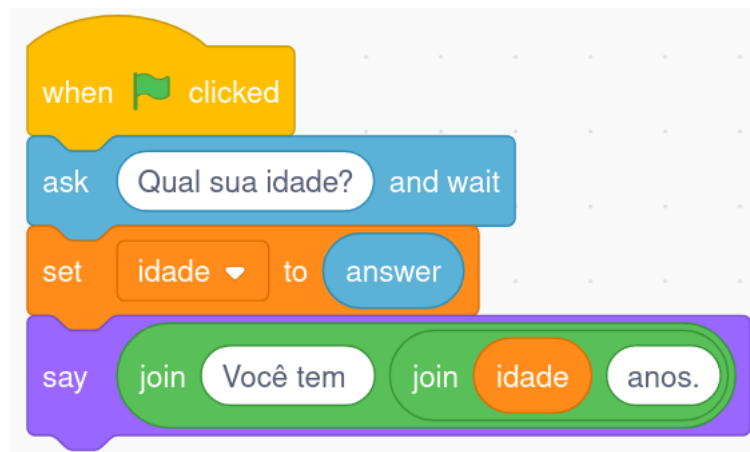 when clicked
ask Qual sua idade? and wait
set idade to answer
say join Você tem join idade anos.